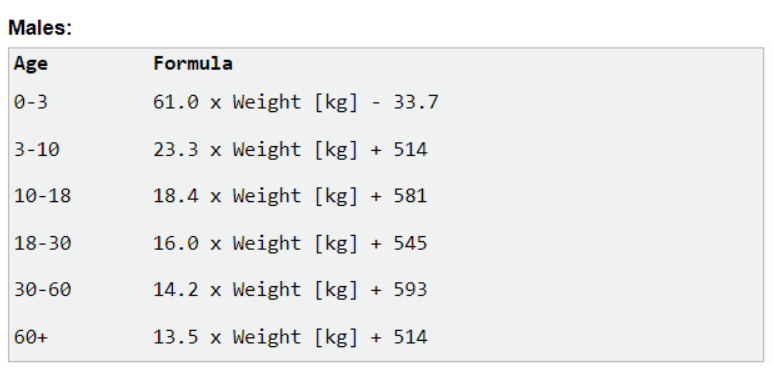 Males:
Age Formula
0-3 61.0 x Weight [kg] - 33.7
3-10 23.3 x Weight [kg] + 514
10-18 18.4 x Weight [kg] + 581
18-30 16.0 x Weight [kg] + 545
30-60 14.2 x Weight [kg] + 593
60+ 13.5 x Weight [kg] + 514